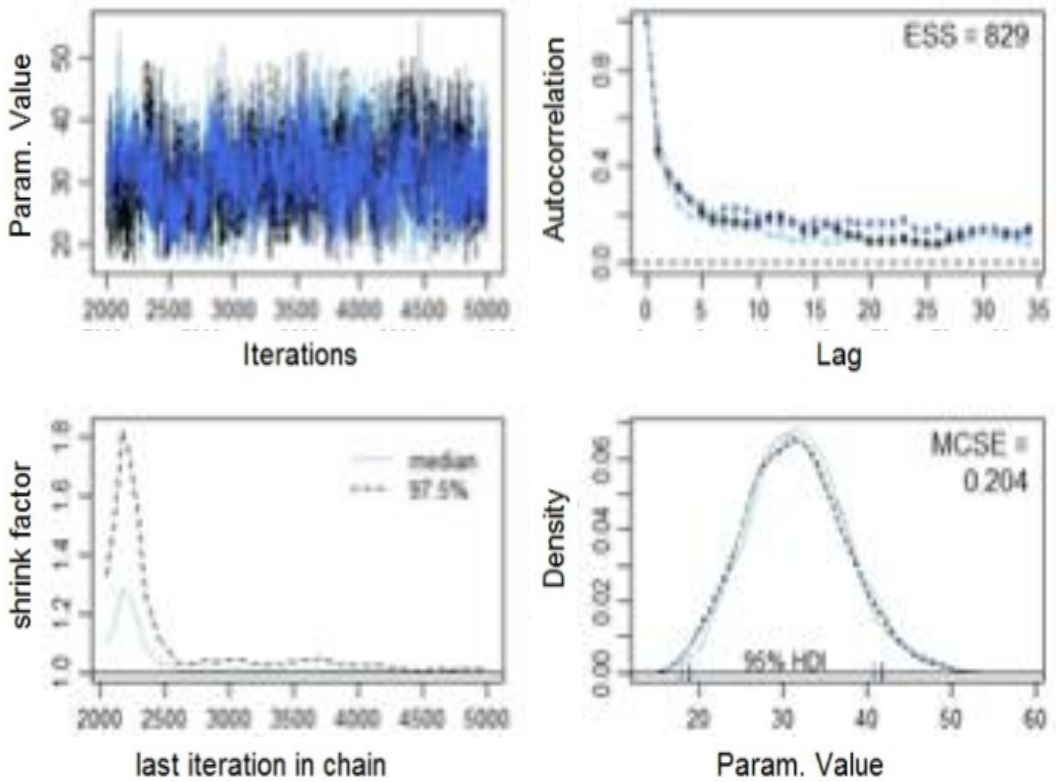 Param. Value
50
40
30
20
2000 2500 3000 3500 4000 4500 5000
Iterations
Autocorrelation
ESS = 829
0.8
0.4
0.0
0 5 10 15 20 25 30 35
Lag
shrink factor
1.8
1.6
1.4
1.2
1.0
median
97.5%
2000 2500 3000 3500 4000 4500 5000
last iteration in chain
Density
MCSE =
0.204
0.06
0.04
0.02
0.00
95% HDI
20 30 40 50 60
Param. Value